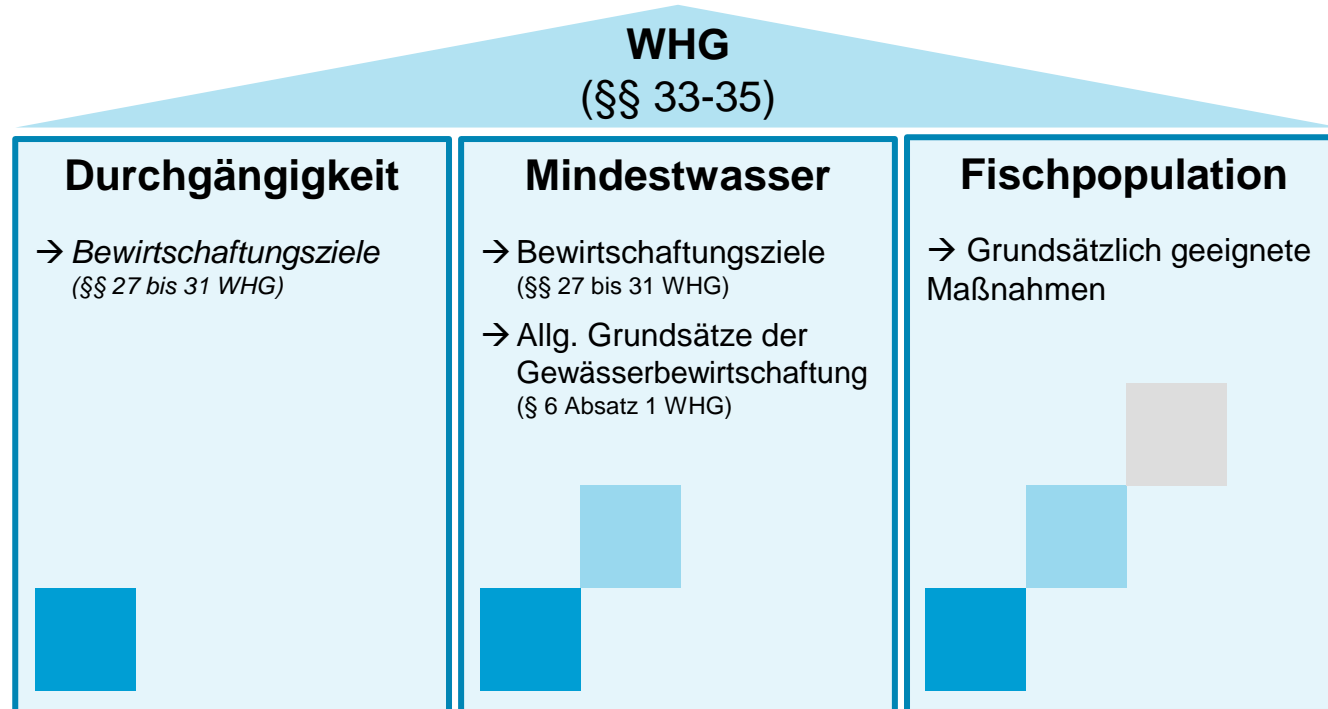 WHG
(§§ 33-35)
Durchgängigkeit
→ Bewirtschaftungsziele
(§§ 27 bis 31 WHG)
Mindestwasser
→ Bewirtschaftungsziele
(§§ 27 bis 31 WHG)
→ Allg. Grundsätze der
Gewässerbewirtschaftung
(§ 6 Absatz 1 WHG)
Fischpopulation
→ Grundsätzlich geeignete
Maßnahmen